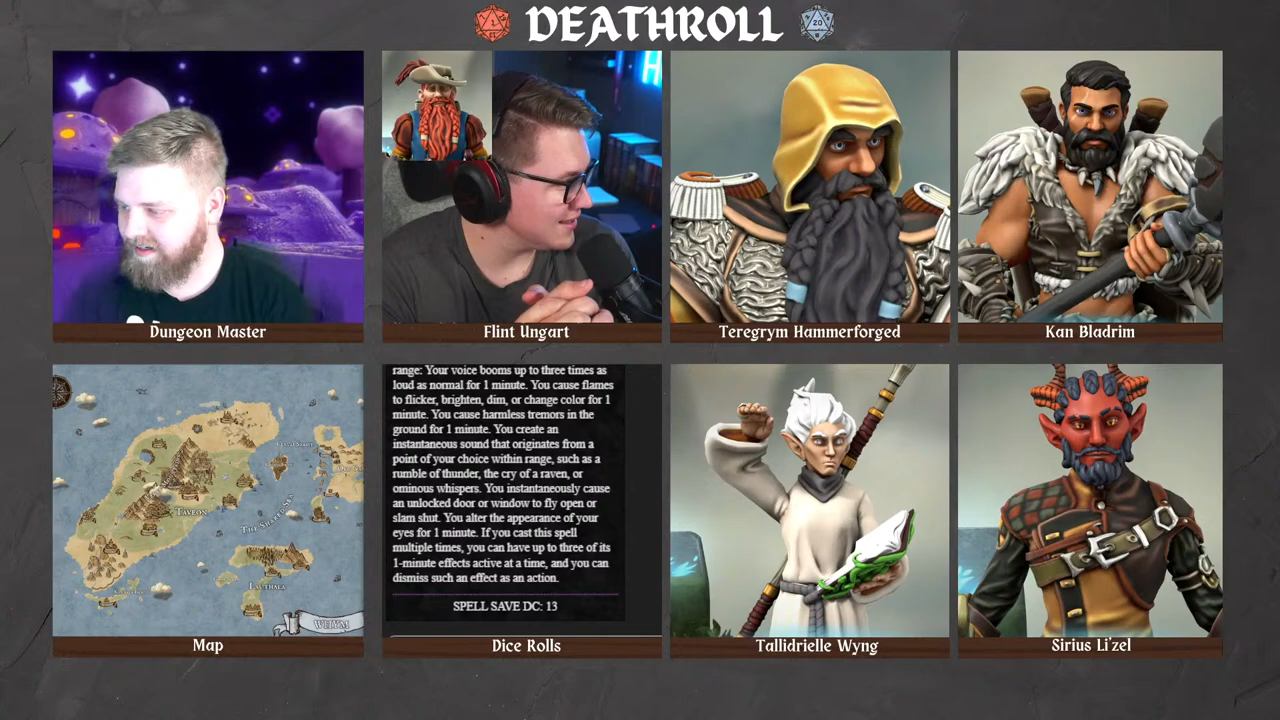 DEATHROLL
1
20
H
Dungeon Master
Flint Ungart
Teregrym Hammerforged
Kan Bladrim
TAVEON
THE SHARED SEA
LAUTHALA
range: Your voice booms up to three times as
loud as normal for 1 minute. You cause flames
to flicker, brighten, dim, or change color for 1
minute. You cause harmless tremors in the
ground for 1 minute. You create an
instantaneous sound that originates from a
point of your choice within range, such as a
rumble of thunder, the cry of a raven, or
ominous whispers. You instantaneously cause
an unlocked door or window to fly open or
slam shut. You alter the appearance of your
eyes for 1 minute. If you cast this spell
multiple times, you can have up to three of its
1-minute effects active at a time, and you can
dismiss such an effect as an action.
SPELL SAVE DC: 13
Map
Dice Rolls
Tallidrielle Wyng
Sirius Li'zel